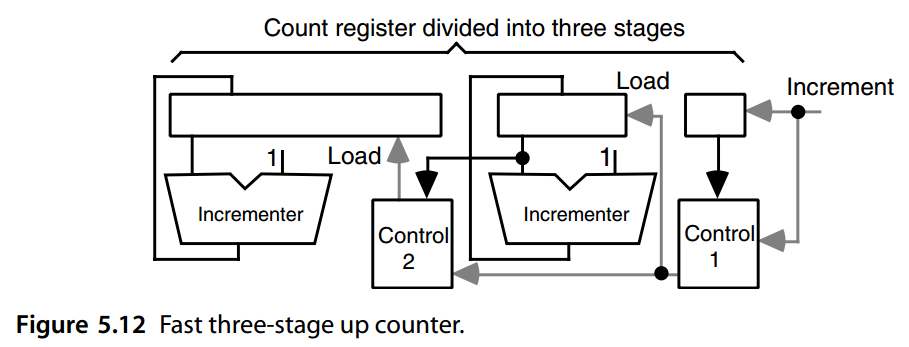 Count register divided into three stages
Load
Increment
1
Load
1
Incrementer
Control
2
Incrementer
Control
1
Figure 5.12 Fast three-stage up counter.